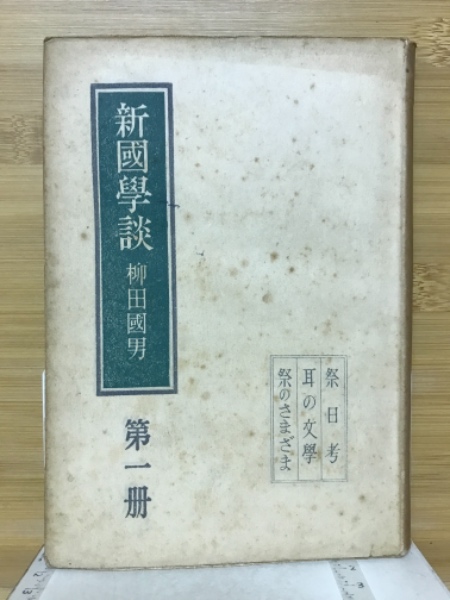 新國學談
柳田國男
第一册
祭日考
耳の文學
祭のさまざま